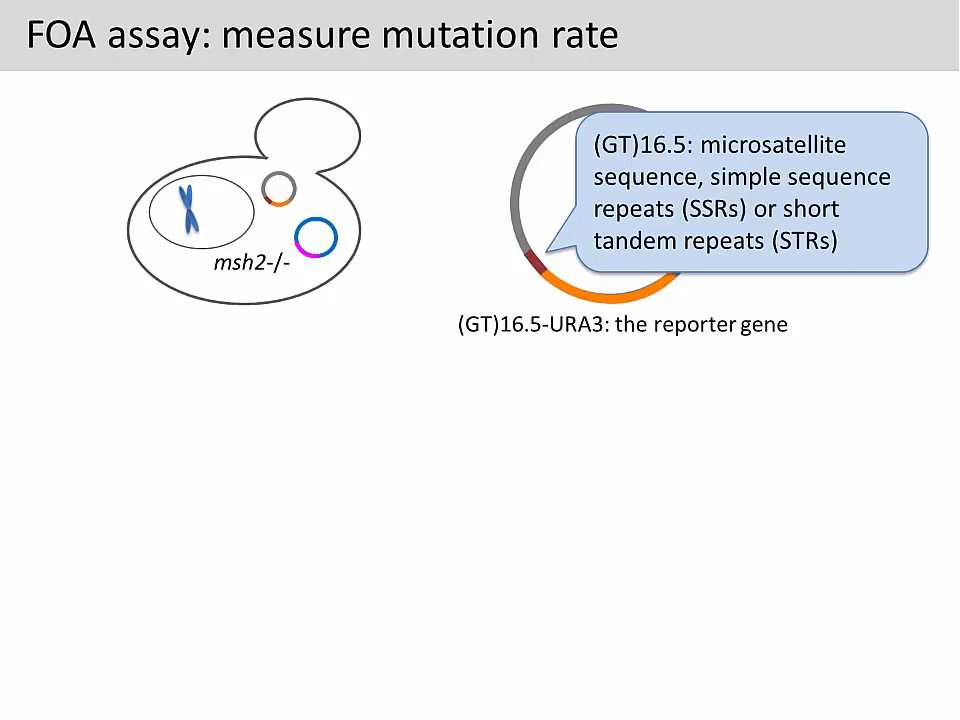 FOA assay: measure mutation rate
msh2-/-
(GT)16.5: microsatellite
sequence, simple sequence
repeats (SSRs) or short
tandem repeats (STRs)
(GT)16.5-URA3: the reporter gene